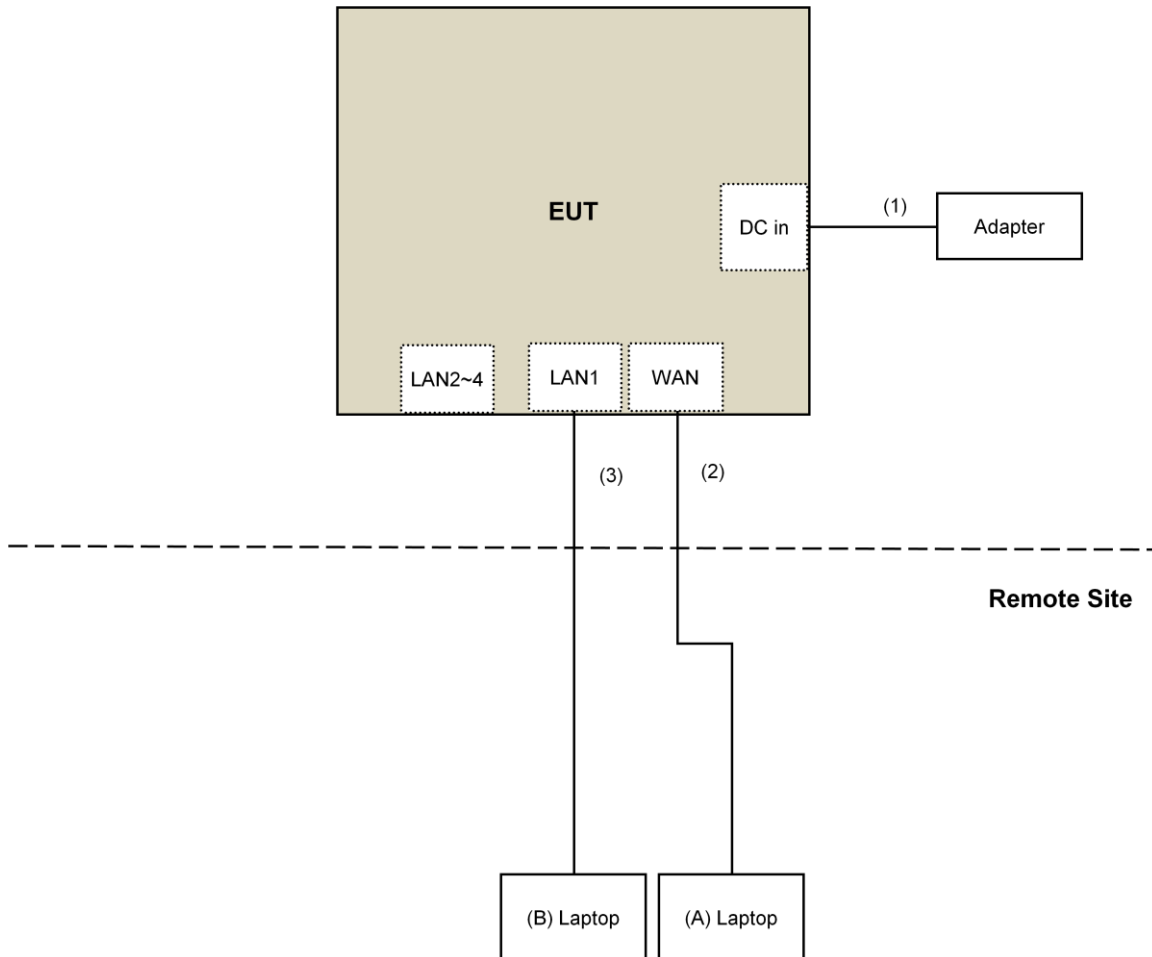 EUT
DC in
(1)
Adapter
LAN2~4
LAN1
WAN
(3)
(2)
Remote Site
(B) Laptop
(A) Laptop